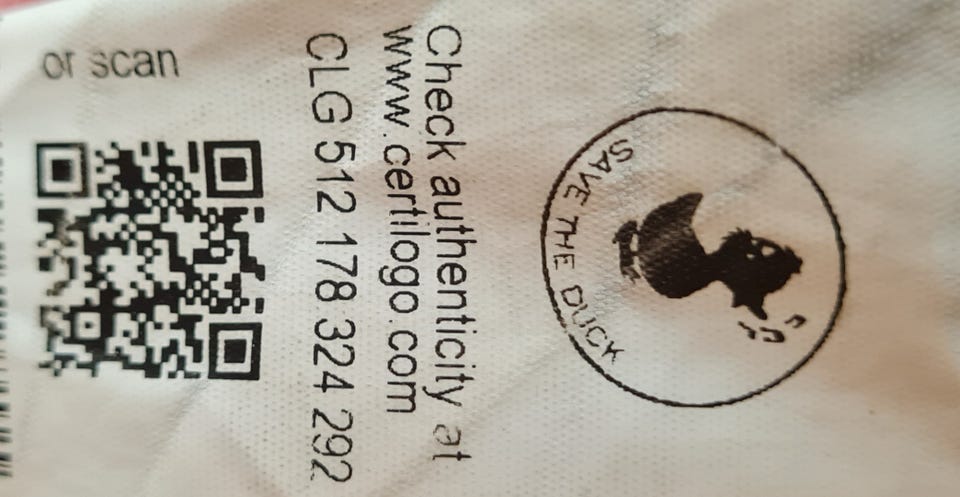 SAVE THE DUCK
Check authenticity at
www.certilogo.com
CLG 512 178 324 292
or scan